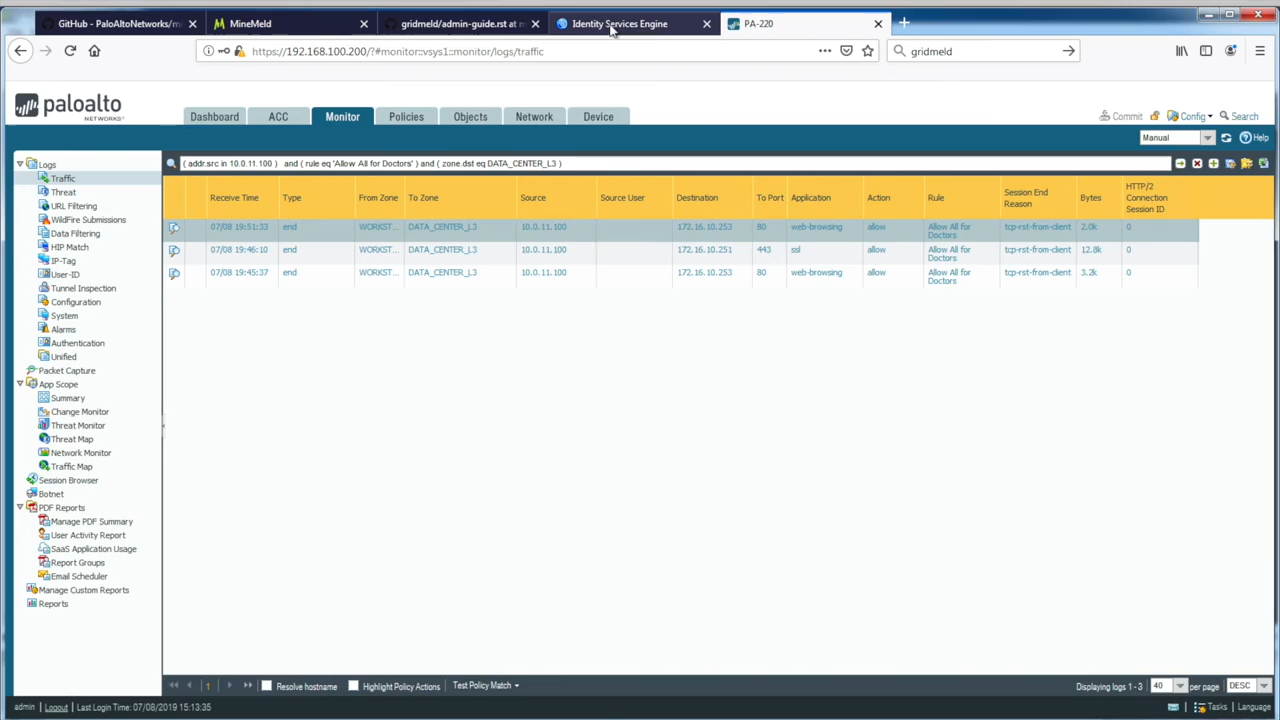 GitHub - PaloAltoNetworks/m
MineMeld
gridmeld/admin-guide.rst at m
Identity Services Engine
PA-220
https://192.168.100.200/?#monitor::vsys1::monitor/logs/traffic
gridmeld
paloalto
NETWORKS
Dashboard
ACC
Monitor
Policies
Objects
Network
Device
Commit
Config
Search
Manual
Help
( addr.src in 10.0.11.100 ) and ( rule eq 'Allow All for Doctors' ) and ( zone.dst eq DATA_CENTER_L3 )
Logs
Traffic
Threat
URL Filtering
WildFire Submissions
Data Filtering
HIP Match
IP-Tag
User-ID
Tunnel Inspection
Configuration
System
Alarms
Authentication
Unified
Packet Capture
App Scope
Summary
Change Monitor
Threat Monitor
Threat Map
Network Monitor
Traffic Map
Session Browser
Botnet
PDF Reports
Manage PDF Summary
User Activity Report
SaaS Application Usage
Report Groups
Email Scheduler
Manage Custom Reports
Reports
Receive Time Type From Zone To Zone Source Source User Destination To Port Application Action Rule Session End Reason Bytes HTTP/2 Connection Session ID
07/08 19:51:33 end WORKST... DATA_CENTER_L3 10.0.11.100 172.16.10.253 80 web-browsing allow Allow All for Doctors tcp-rst-from-client 2.0k 0
07/08 19:46:10 end WORKST... DATA_CENTER_L3 10.0.11.100 172.16.10.251 443 ssl allow Allow All for Doctors tcp-rst-from-client 12.8k 0
07/08 19:45:37 end WORKST... DATA_CENTER_L3 10.0.11.100 172.16.10.253 80 web-browsing allow Allow All for Doctors tcp-rst-from-client 3.2k 0
1
Resolve hostname
Highlight Policy Actions
Test Policy Match
Displaying logs 1 - 3
40
per page
DESC
admin | Logout | Last Login Time: 07/08/2019 15:13:35
Tasks | Language